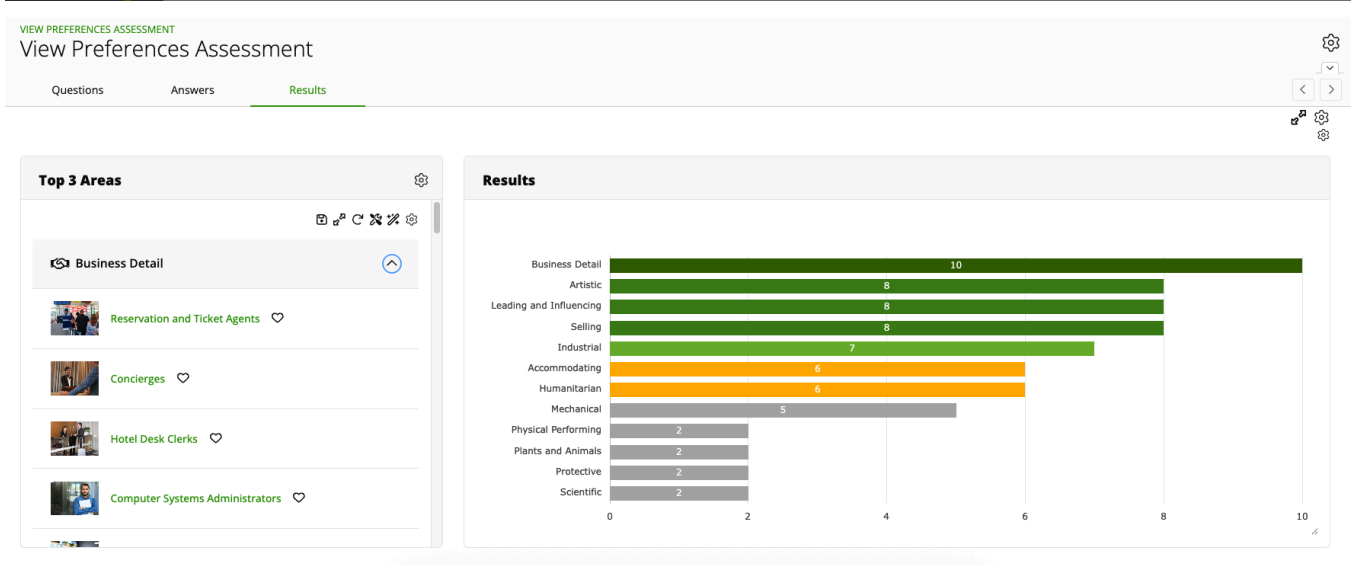 VIEW PREFERENCES ASSESSMENT
View Preferences Assessment
Questions Answers Results
Top 3 Areas
Business Detail
Reservation and Ticket Agents
Concierges
Hotel Desk Clerks
Computer Systems Administrators
Results
Business Detail 10
Artistic 8
Leading and Influencing 8
Selling 8
Industrial 7
Accommodating 6
Humanitarian 6
Mechanical 5
Physical Performing 2
Plants and Animals 2
Protective 2
Scientific 2
0 2 4 6 8 10